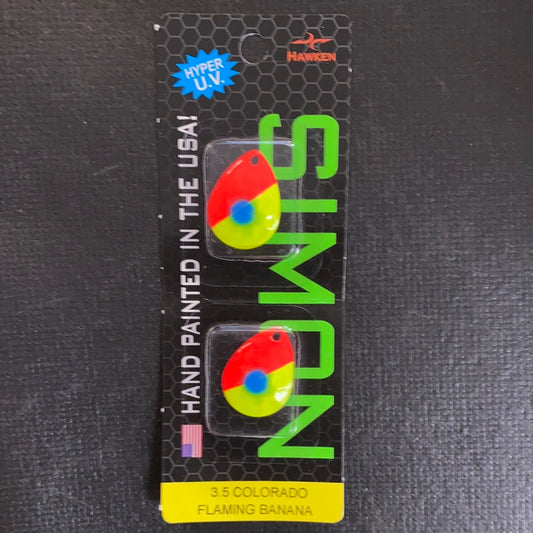 HAWKEN
HYPER
U.V.
HAND PAINTED IN THE USA!
SIMON
3.5 COLORADO
FLAMING BANANA